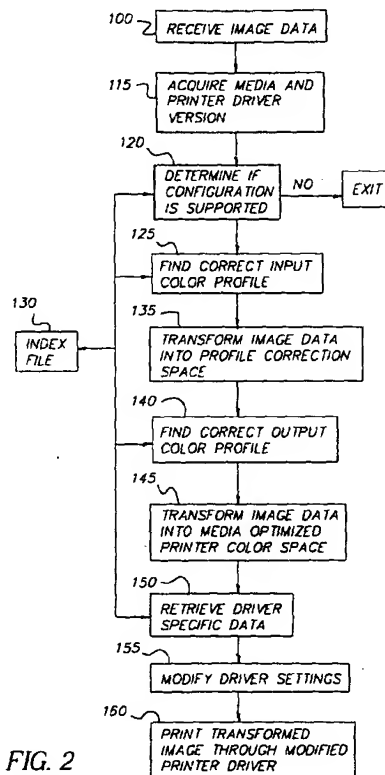 100
RECEIVE IMAGE DATA
115
ACQUIRE MEDIA AND
PRINTER DRIVER
VERSION
120
DETERMINE IF
CONFIGURATION
IS SUPPORTED
NO
EXIT
125
FIND CORRECT INPUT
COLOR PROFILE
130
INDEX
FILE
135
TRANSFORM IMAGE DATA
INTO PROFILE CORRECTION
SPACE
140
FIND CORRECT OUTPUT
COLOR PROFILE
145
TRANSFORM IMAGE DATA
INTO MEDIA OPTIMIZED
PRINTER COLOR SPACE
150
RETRIEVE DRIVER
SPECIFIC DATA
155
MODIFY DRIVER SETTINGS
160
PRINT TRANSFORMED
IMAGE THROUGH MODIFIED
PRINTER DRIVER
FIG. 2